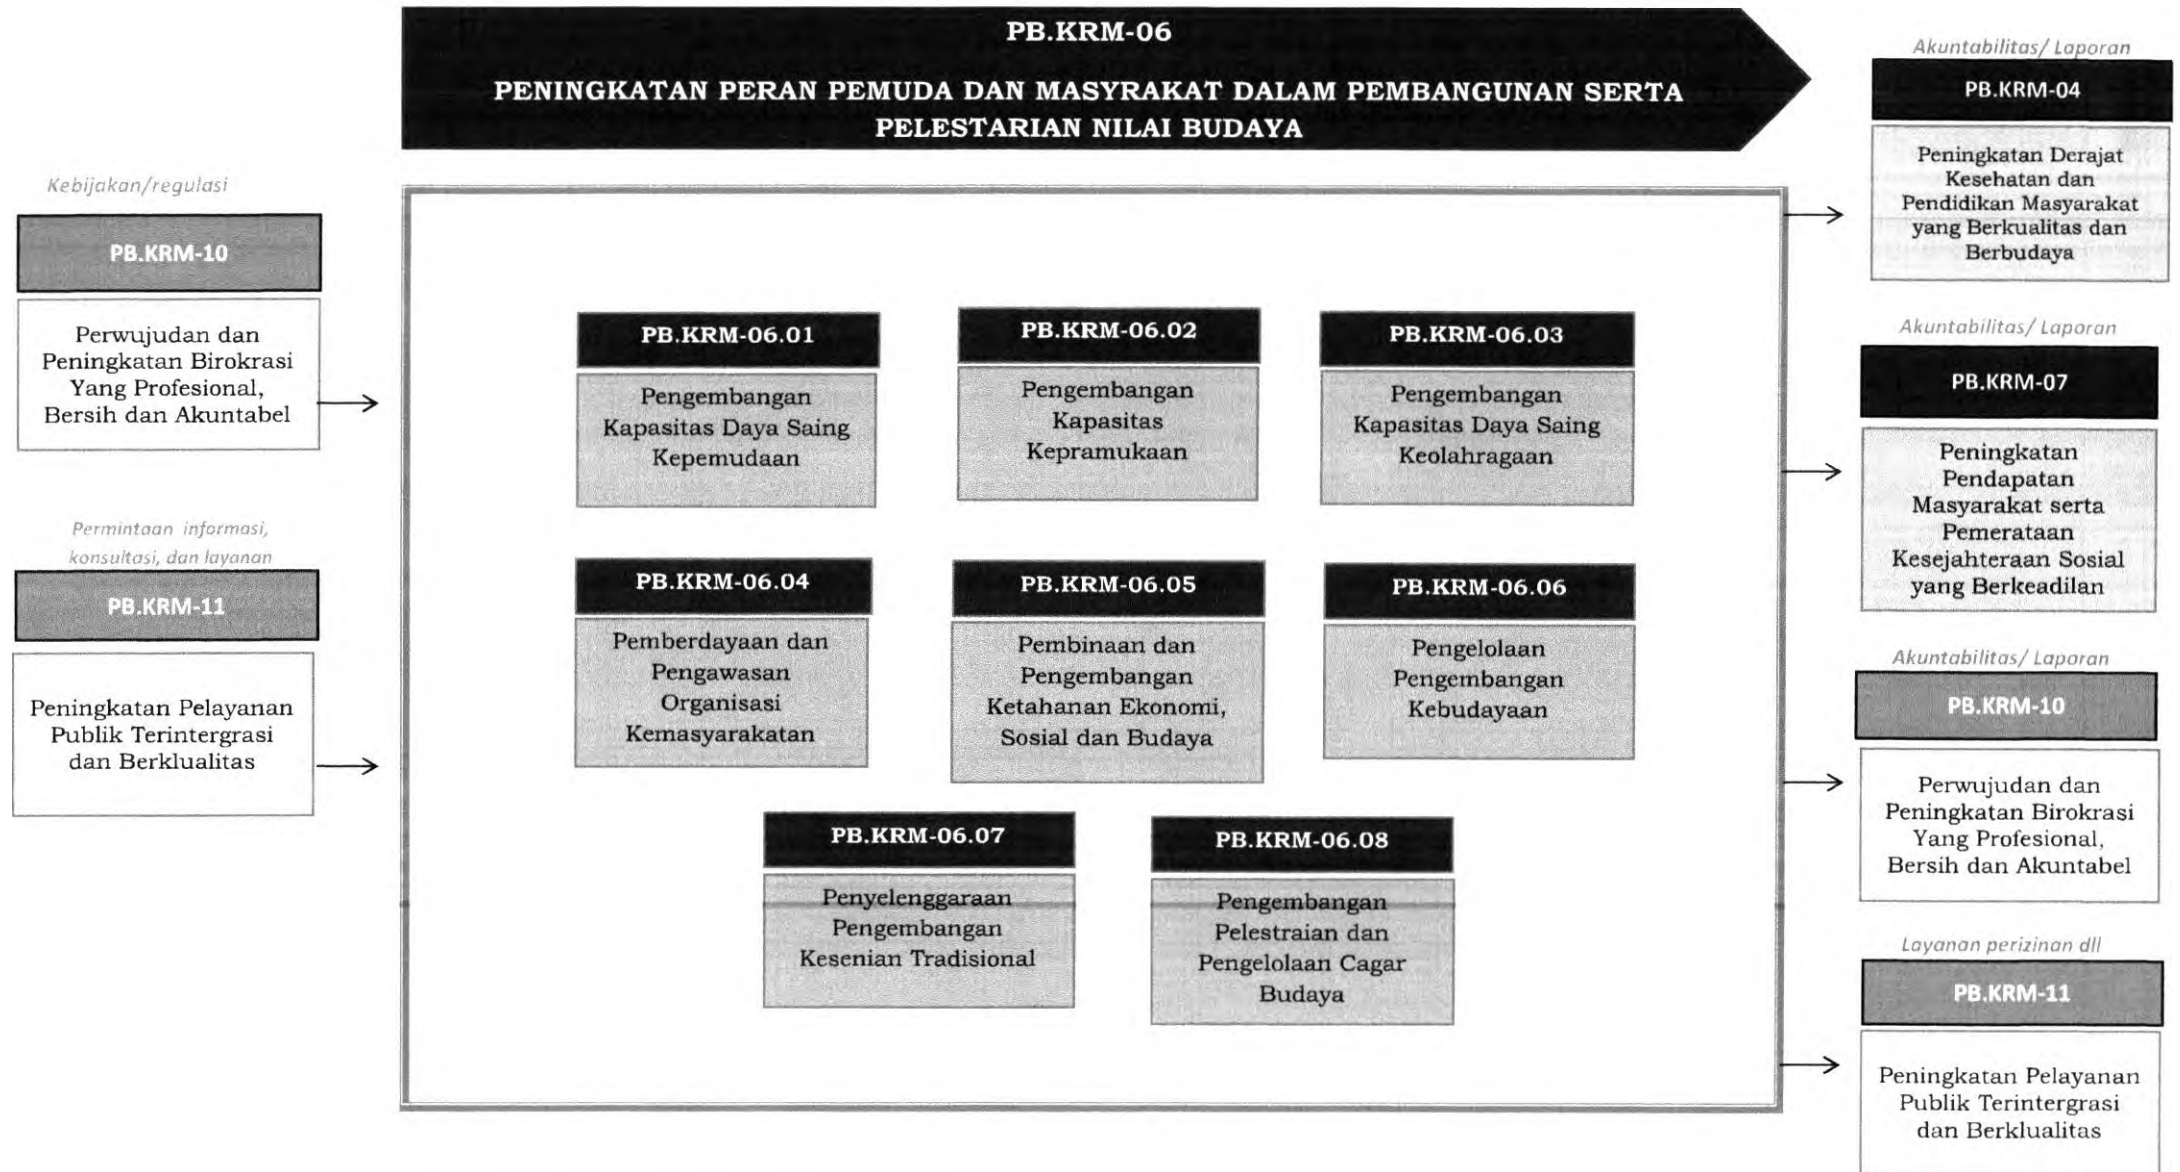 PB.KRM-06
PENINGKATAN PERAN PEMUDA DAN MASYRAKAT DALAM PEMBANGUNAN SERTA
PELESTARIAN NILAI BUDAYA
Kebijakan/regulasi
PB.KRM-10
Perwujudan dan
Peningkatan Birokrasi
Yang Profesional,
Bersih dan Akuntabel
Permintaan informasi,
konsultasi, dan layanan
PB.KRM-11
Peningkatan Pelayanan
Publik Terintergrasi
dan Berklualitas
PB.KRM-06.01
Pengembangan
Kapasitas Daya Saing
Kepemudaan
PB.KRM-06.02
Pengembangan
Kapasitas
Kepramukaan
PB.KRM-06.03
Pengembangan
Kapasitas Daya Saing
Keolahragaan
PB.KRM-06.04
Pemberdayaan dan
Pengawasan
Organisasi
Kemasyarakatan
PB.KRM-06.05
Pembinaan dan
Pengembangan
Ketahanan Ekonomi,
Sosial dan Budaya
PB.KRM-06.06
Pengelolaan
Pengembangan
Kebudayaan
PB.KRM-06.07
Penyelenggaraan
Pengembangan
Kesenian Tradisional
PB.KRM-06.08
Pengembangan
Pelestraian dan
Pengelolaan Cagar
Budaya
Akuntabilitas/ Laporan
PB.KRM-04
Peningkatan Derajat
Kesehatan dan
Pendidikan Masyarakat
yang Berkualitas dan
Berbudaya
Akuntabilitas/ Laporan
PB.KRM-07
Peningkatan
Pendapatan
Masyarakat serta
Pemerataan
Kesejahteraan Sosial
yang Berkeadilan
Akuntabilitas/ Laporan
PB.KRM-10
Perwujudan dan
Peningkatan Birokrasi
Yang Profesional,
Bersih dan Akuntabel
Layanan perizinan dll
PB.KRM-11
Peningkatan Pelayanan
Publik Terintergrasi
dan Berklualitas